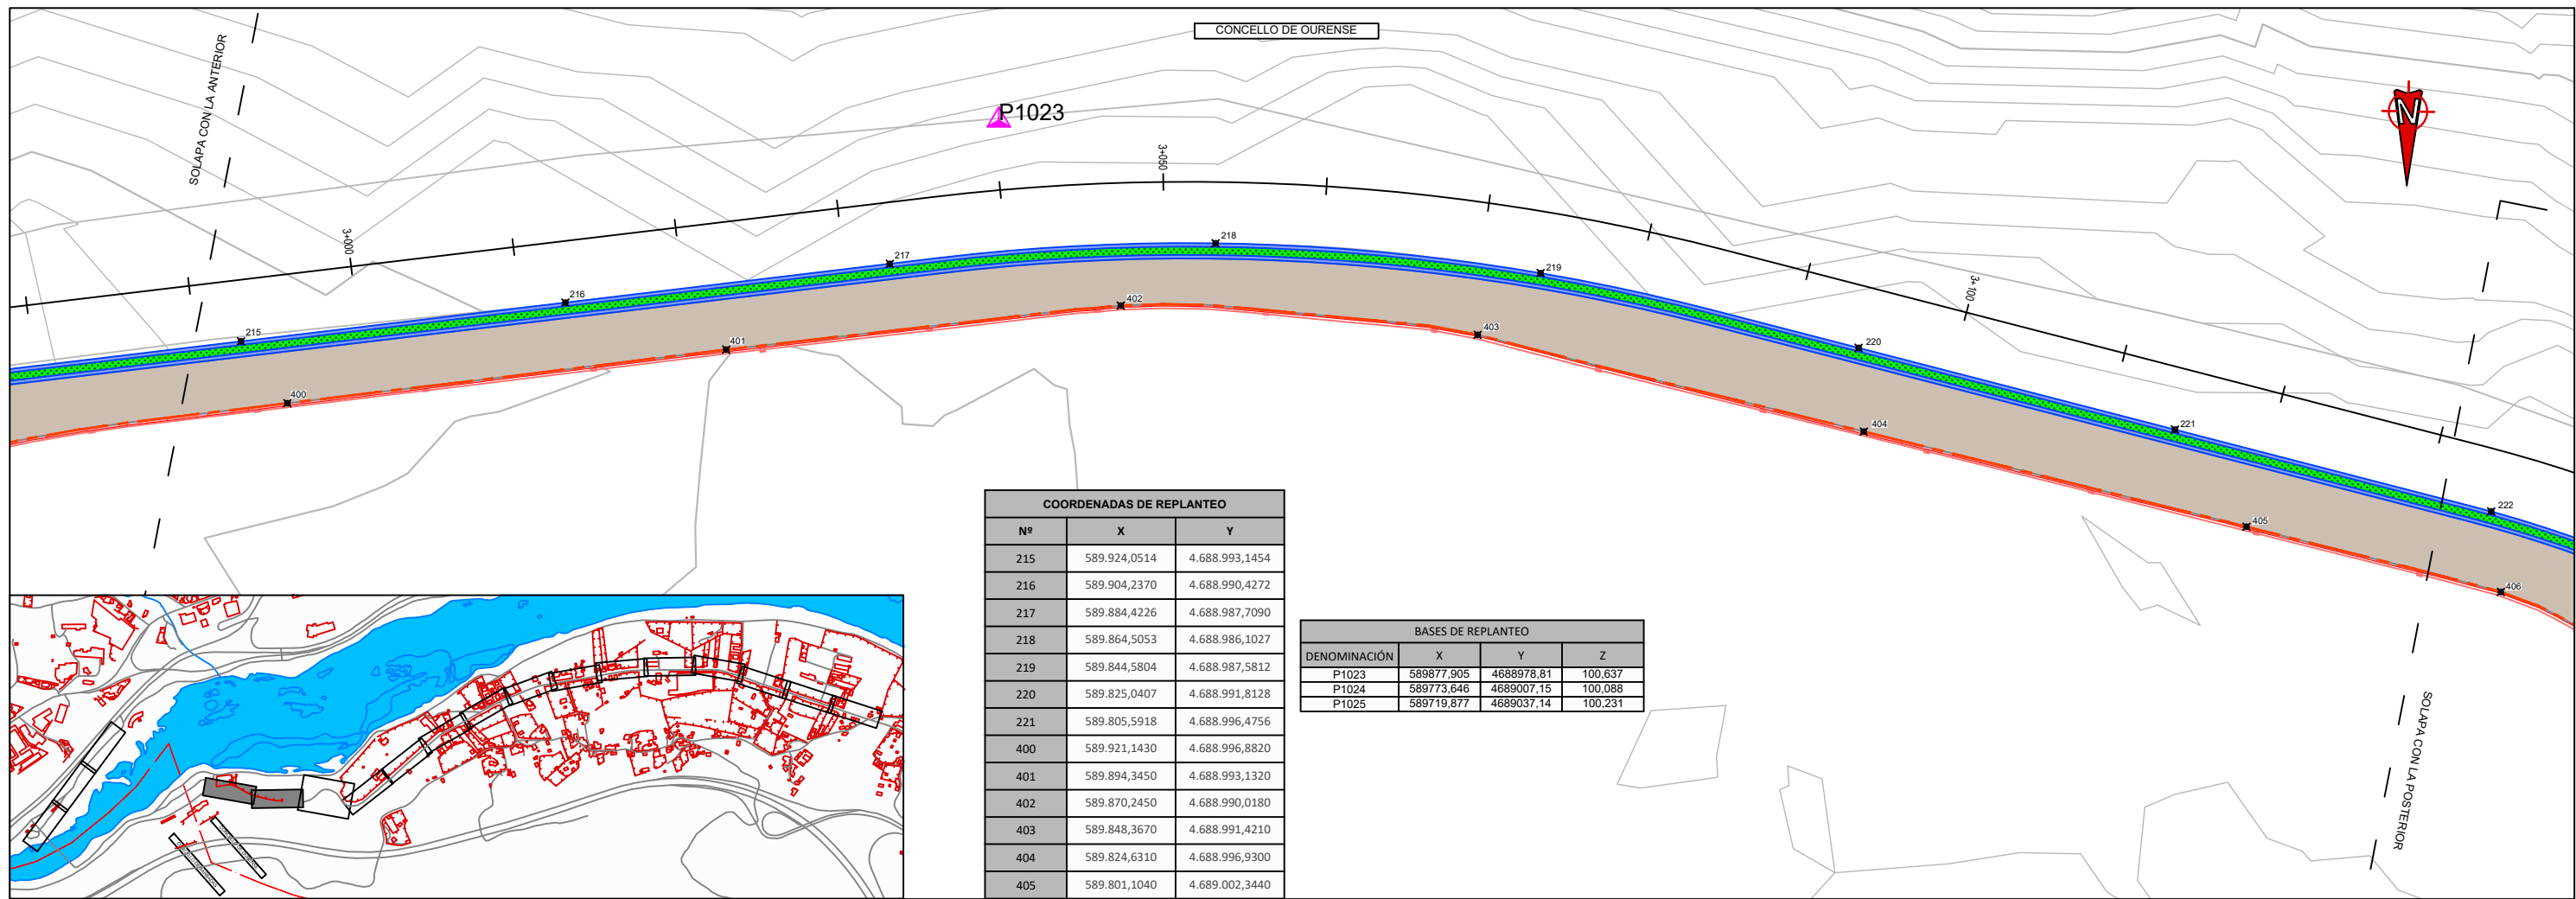 CONCELLO DE OURENSE
SOLAPA CON LA ANTERIOR
P1023
N
3+050
3+000
3+100
215
216
217
218
219
220
221
222
400
401
402
403
404
405
406
COORDENADAS DE REPLANTEO
Nº X Y
215 589.924,0514 4.688.993,1454
216 589.904,2370 4.688.990,4272
217 589.884,4226 4.688.987,7090
218 589.864,5053 4.688.986,1027
219 589.844,5804 4.688.987,5812
220 589.825,0407 4.688.991,8128
221 589.805,5918 4.688.996,4756
400 589.921,1430 4.688.996,8820
401 589.894,3450 4.688.993,1320
402 589.870,2450 4.688.990,0180
403 589.848,3670 4.688.991,4210
404 589.824,6310 4.688.996,9300
405 589.801,1040 4.689.002,3440
BASES DE REPLANTEO
DENOMINACIÓN X Y Z
P1023 589877,905 4688978,81 100,637
P1024 589773,646 4689007,15 100,088
P1025 589719,877 4689037,14 100,231
SOLAPA CON LA POSTERIOR